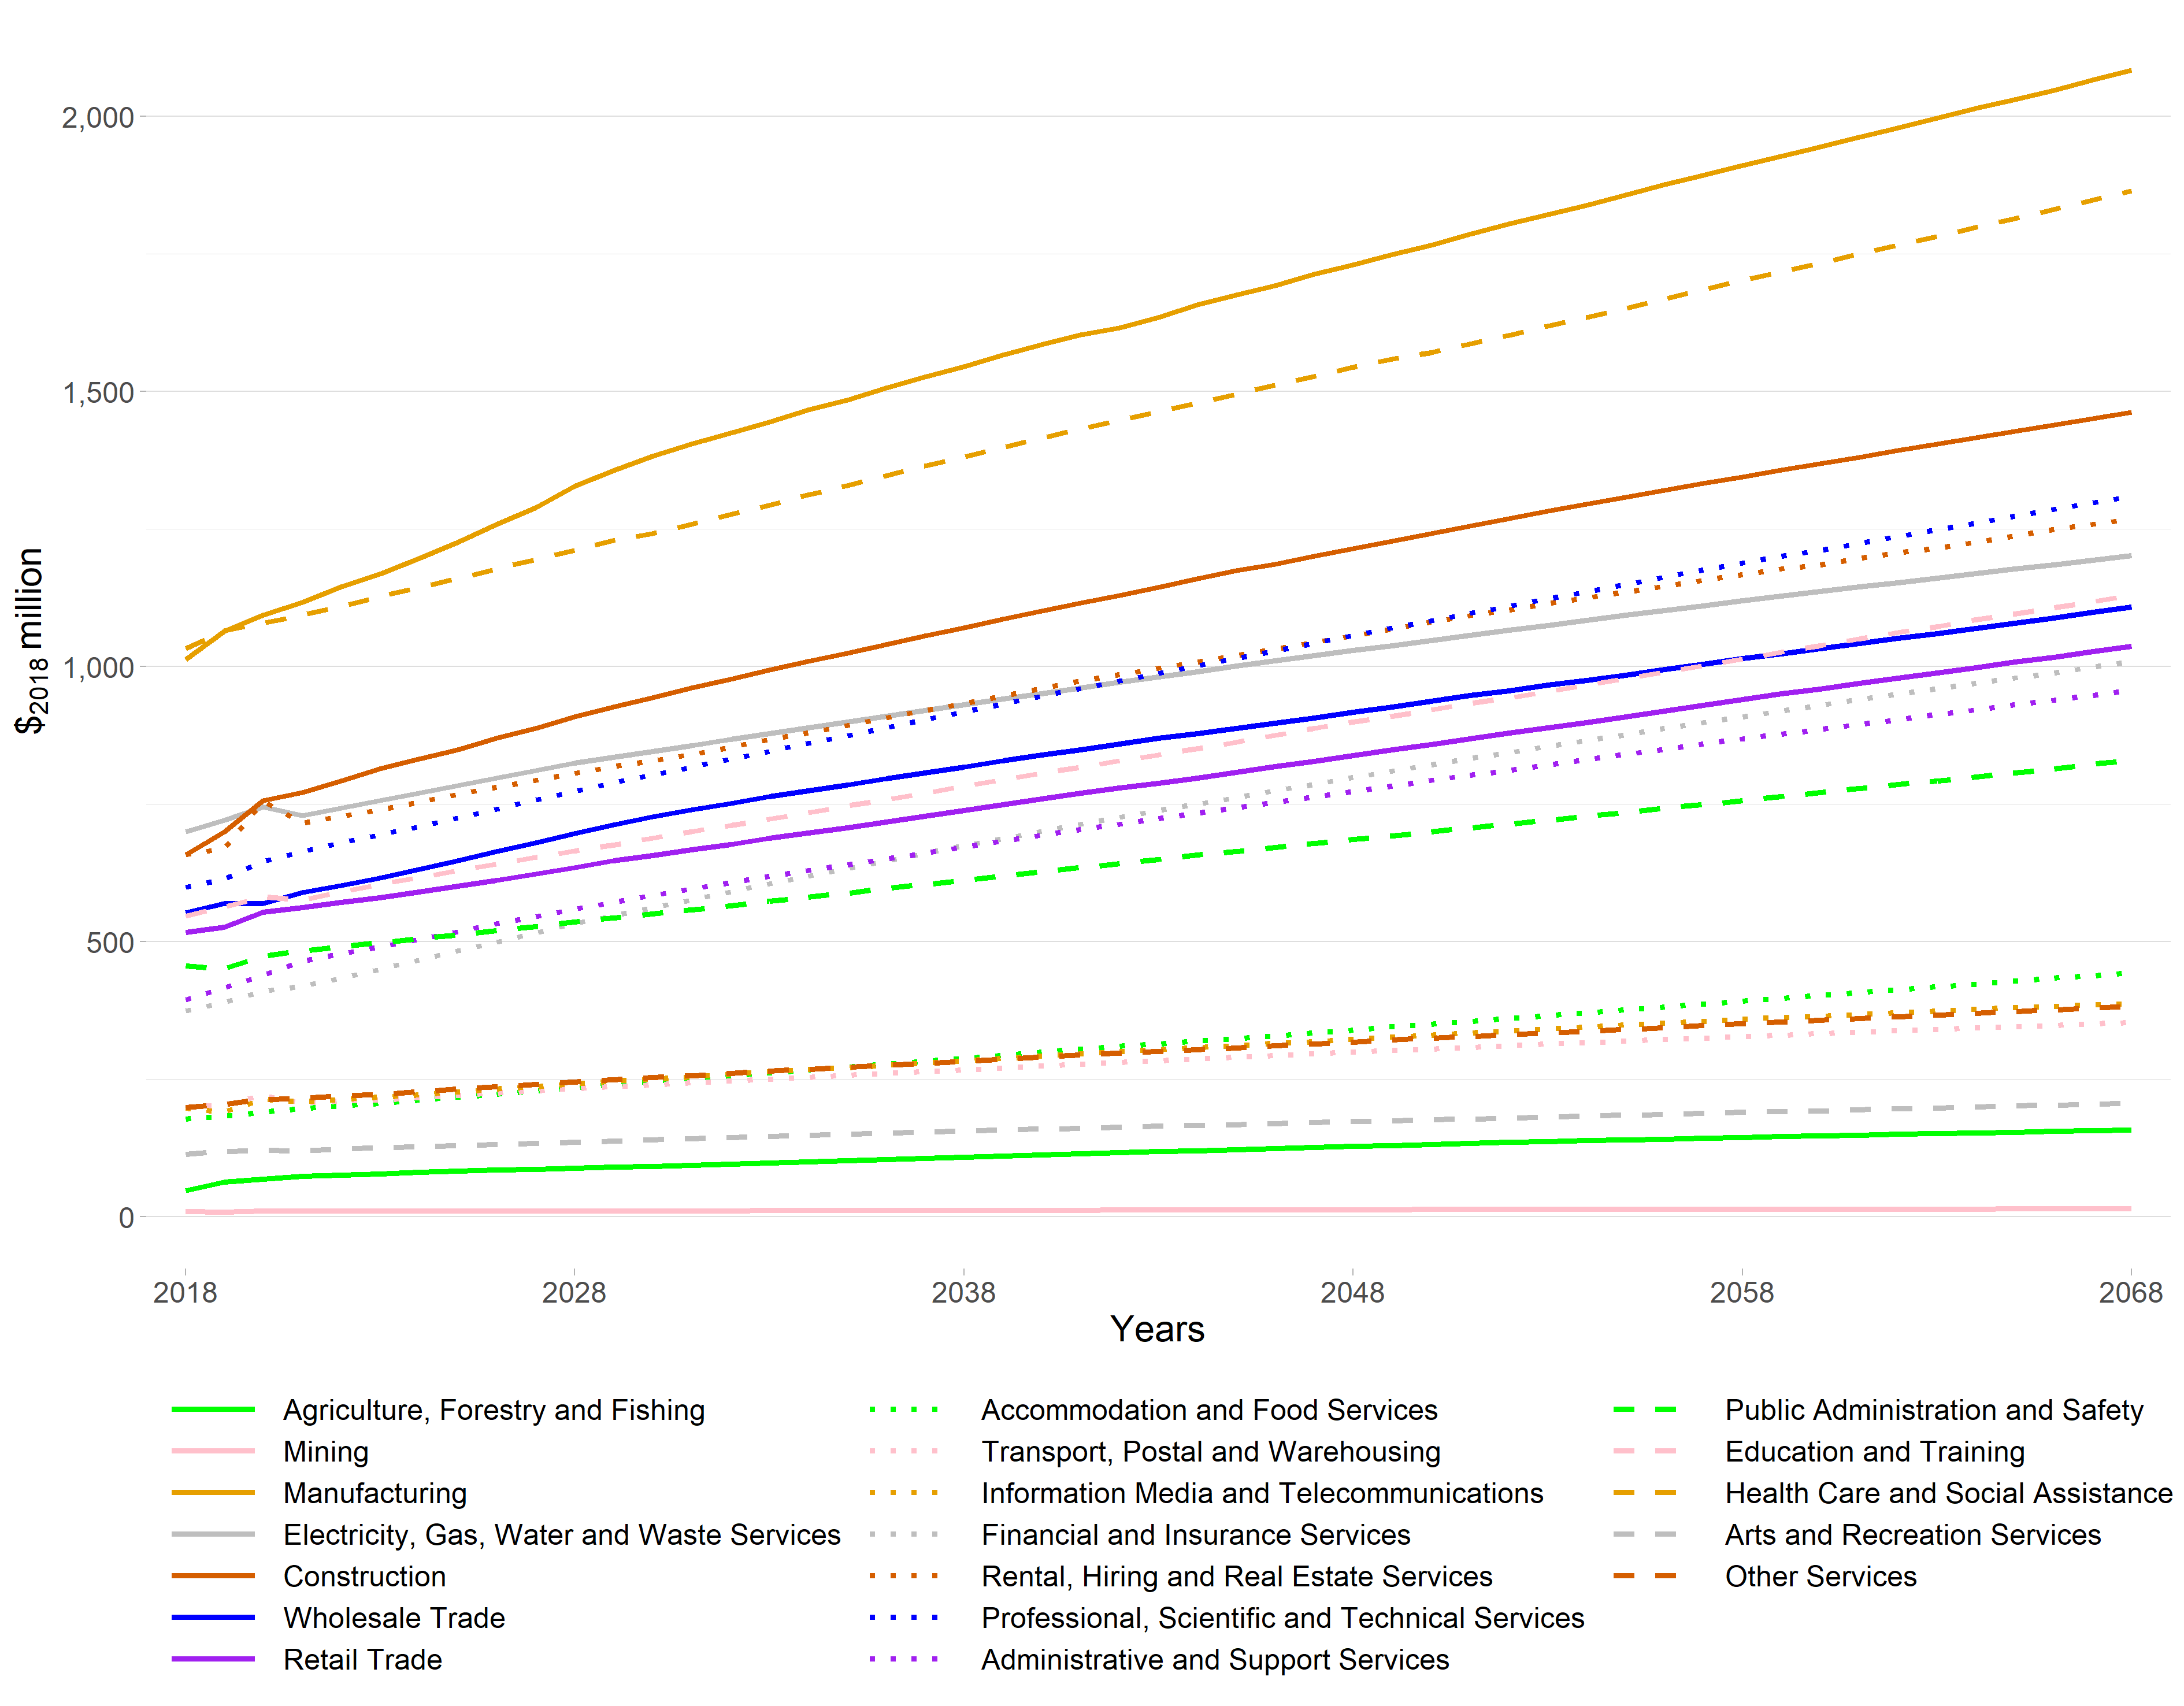 2,000
1,500
1,000
500
0
$2018 million
2018 2028 2038 2048 2058 2068
Years
Agriculture, Forestry and Fishing
Mining
Manufacturing
Electricity, Gas, Water and Waste Services
Construction
Wholesale Trade
Retail Trade
Accommodation and Food Services
Transport, Postal and Warehousing
Information Media and Telecommunications
Financial and Insurance Services
Rental, Hiring and Real Estate Services
Professional, Scientific and Technical Services
Administrative and Support Services
Public Administration and Safety
Education and Training
Health Care and Social Assistance
Arts and Recreation Services
Other Services